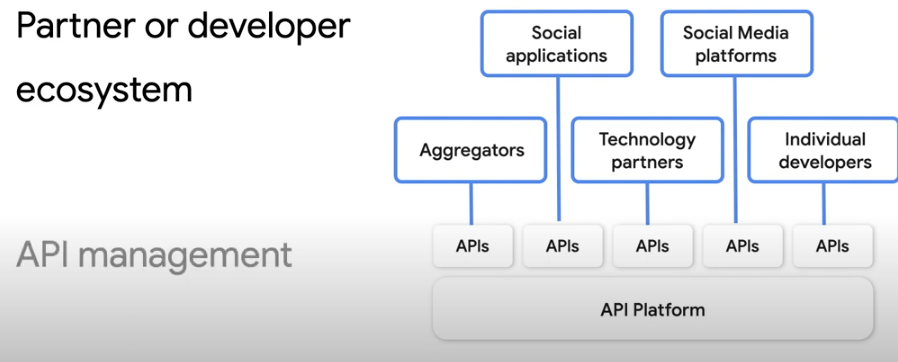 Partner or developer
ecosystem
Social
applications
Social Media
platforms
Aggregators
Technology
partners
Individual
developers
API management
APIs
APIs
APIs
APIs
APIs
API Platform